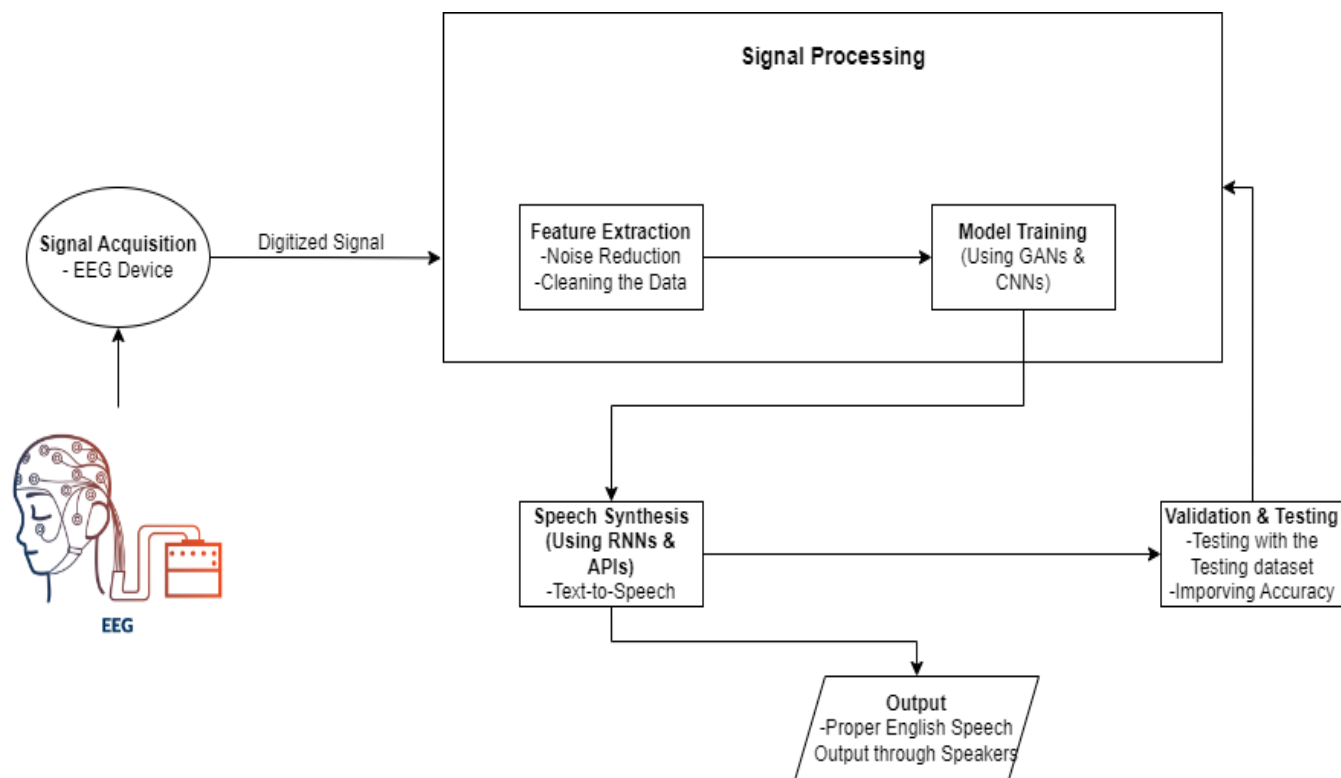 Signal Processing
Signal Acquisition
- EEG Device
Digitized Signal
Feature Extraction
-Noise Reduction
-Cleaning the Data
Model Training
(Using GANs &
CNNs)
EEG
Speech Synthesis
(Using RNNs &
APIs)
-Text-to-Speech
Validation & Testing
-Testing with the
Testing dataset
-Imporving Accuracy
Output
-Proper English Speech
Output through Speakers